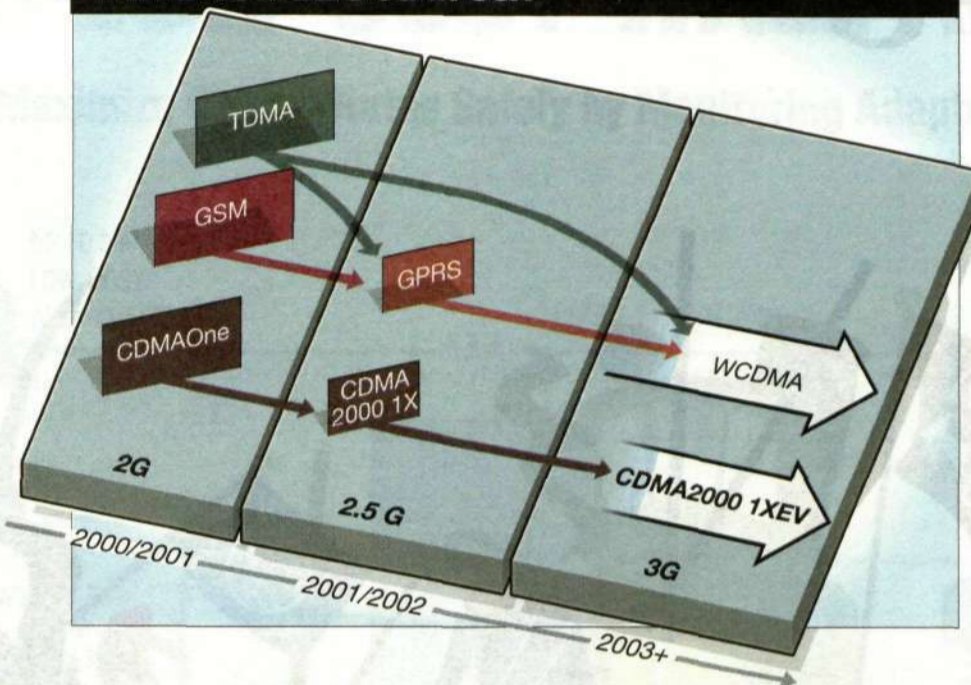 TDMA
GSM
GPRS
CDMAOne
CDMA
2000 1X
WCDMA
CDMA2000 1XEV
2G
2.5 G
3G
2000/2001
2001/2002
2003+